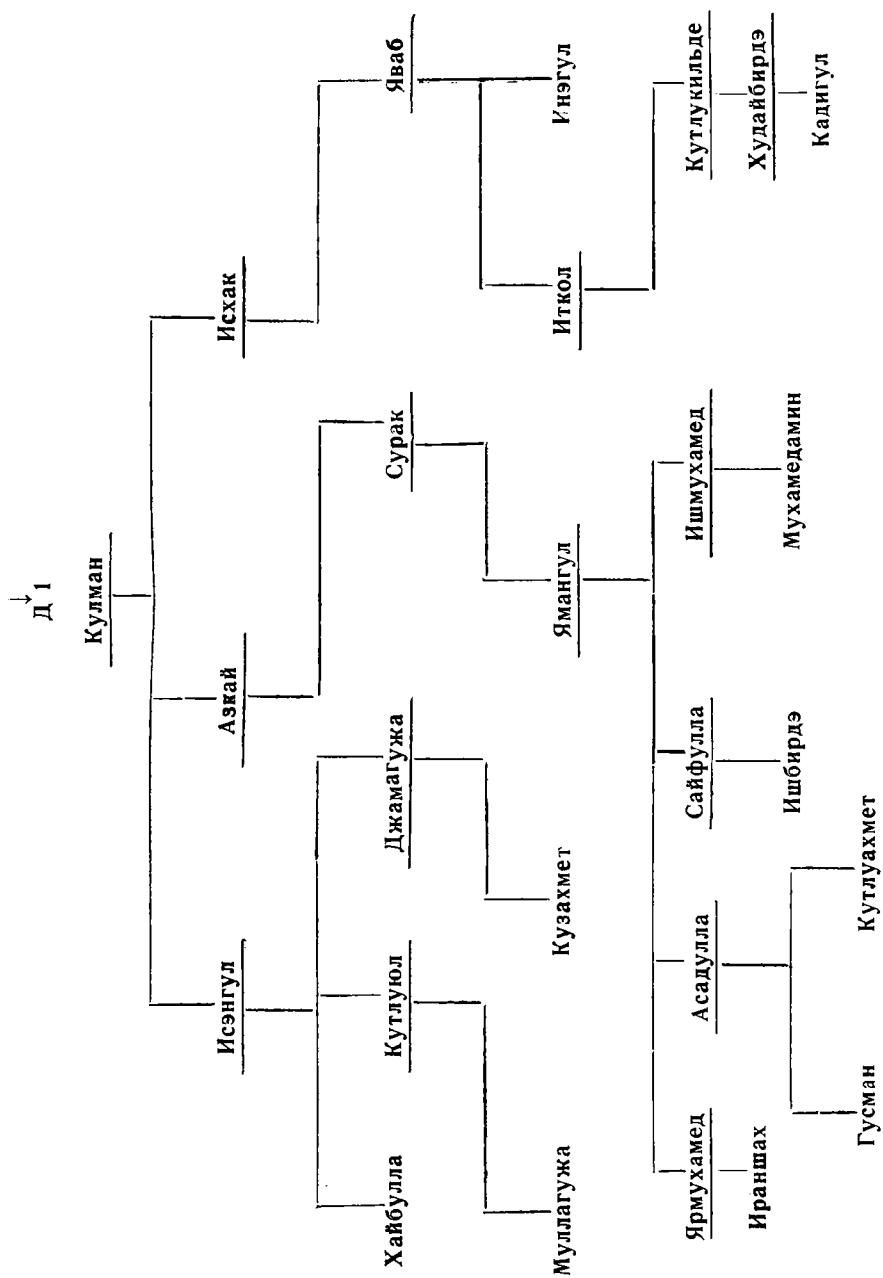 ↓
Д 1
Кулман
Исэнгул Азнай Исхак
Хайбулла Кутлуюл Джамагужа Сурак Яваб
Муллагужа Кузахмет Ямангул Иткол Инэгул
Ярмухамед Асадулла Сайфулла Ишмухамед Кутлукильде
Ираншах Ишбирдэ Мухамедамин Худайбирдэ
Гусман Кутлуахмет Кадигул